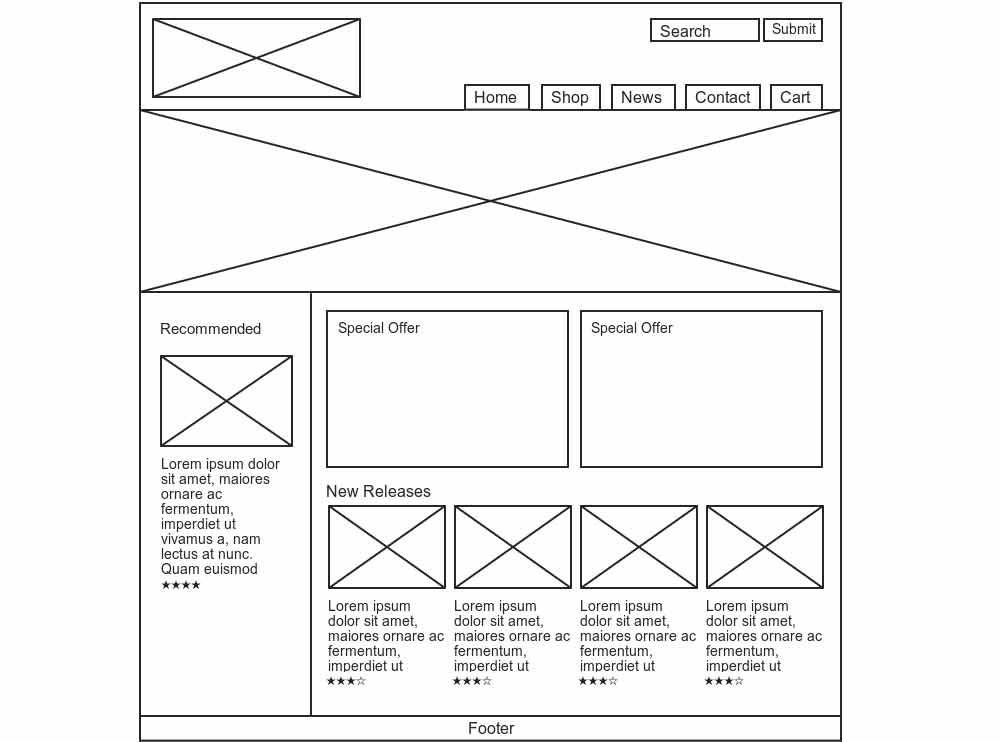 Search
Submit
Home
Shop
News
Contact
Cart
Recommended
Lorem ipsum dolor
sit amet, maiores
ornare ac
fermentum,
imperdiet ut
vivamus a, nam
lectus at nunc.
Quam euismod
★★★★
Special Offer
Special Offer
New Releases
Lorem ipsum
dolor sit amet,
maiores ornare ac
fermentum,
imperdiet ut
★★★☆
Lorem ipsum
dolor sit amet,
maiores ornare ac
fermentum,
imperdiet ut
★★★☆
Lorem ipsum
dolor sit amet,
maiores ornare ac
fermentum,
imperdiet ut
★★★☆
Lorem ipsum
dolor sit amet,
maiores ornare ac
fermentum,
imperdiet ut
★★★☆
Footer